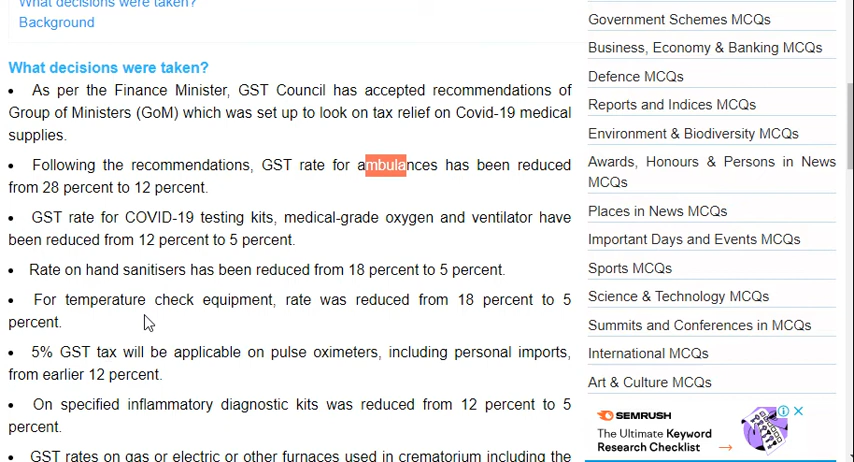 What decisions were taken?
Background
What decisions were taken?
• As per the Finance Minister, GST Council has accepted recommendations of
Group of Ministers (GoM) which was set up to look on tax relief on Covid-19 medical
supplies.
• Following the recommendations, GST rate for ambulances has been reduced
from 28 percent to 12 percent.
• GST rate for COVID-19 testing kits, medical-grade oxygen and ventilator have
been reduced from 12 percent to 5 percent.
• Rate on hand sanitisers has been reduced from 18 percent to 5 percent.
• For temperature check equipment, rate was reduced from 18 percent to 5
percent.
• 5% GST tax will be applicable on pulse oximeters, including personal imports,
from earlier 12 percent.
• On specified inflammatory diagnostic kits was reduced from 12 percent to 5
percent.
• GST rates on gas or electric or other furnaces used in crematorium including the
Government Schemes MCQs
Business, Economy & Banking MCQs
Defence MCQs
Reports and Indices MCQs
Environment & Biodiversity MCQs
Awards, Honours & Persons in News
MCQs
Places in News MCQs
Important Days and Events MCQs
Sports MCQs
Science & Technology MCQs
Summits and Conferences in MCQs
International MCQs
Art & Culture MCQs
SEMRUSH
The Ultimate Keyword
Research Checklist →